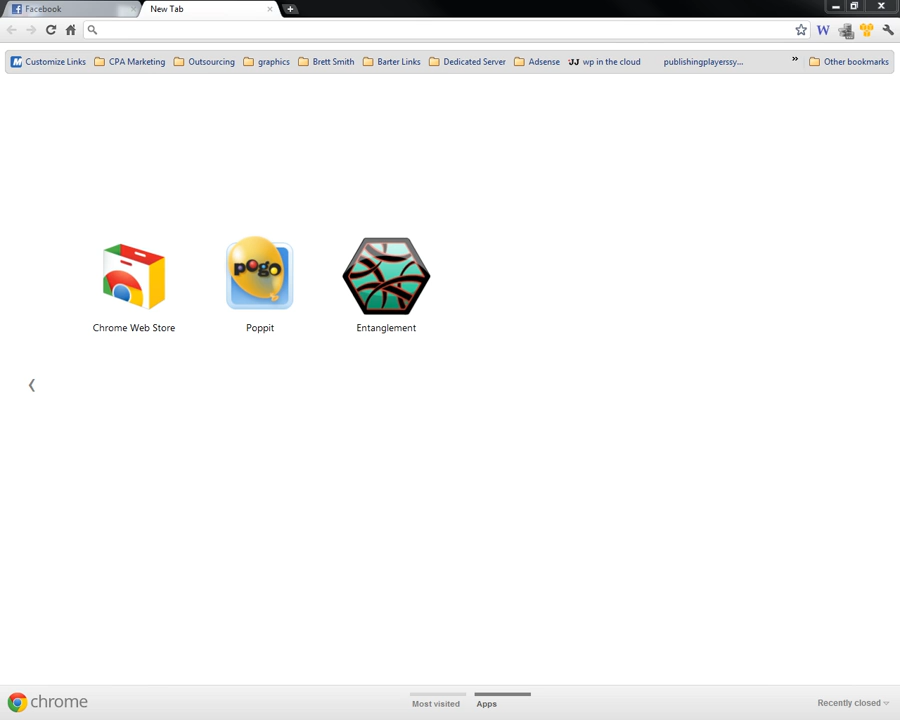 Facebook New Tab
Customize Links CPA Marketing Outsourcing graphics Brett Smith Barter Links Dedicated Server Adsense wp in the cloud publishingplayerssy... » Other bookmarks
pogo
Chrome Web Store Poppit Entanglement
chrome Most visited Apps Recently closed